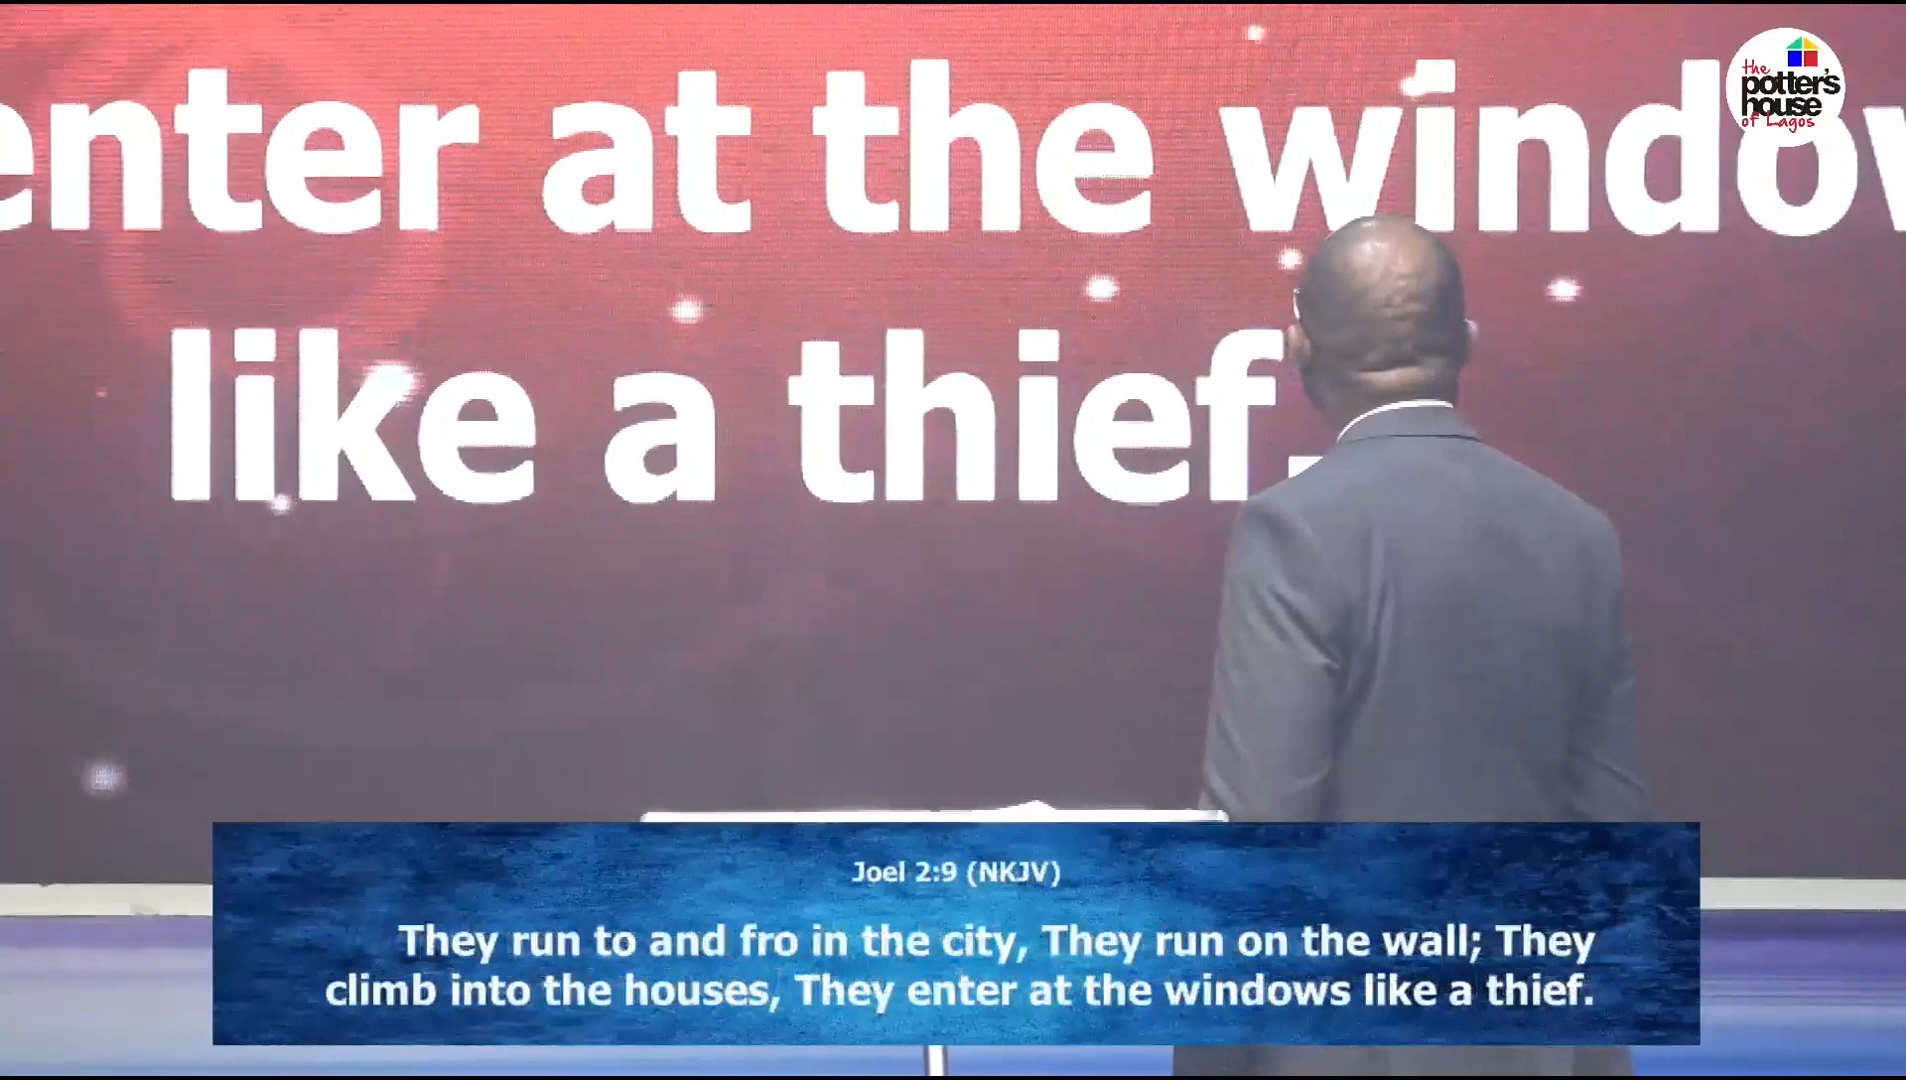 enter at the window
like a thief.
the
potter's
house
of Lagos
Joel 2:9 (NKJV)
They run to and fro in the city, They run on the wall; They
climb into the houses, They enter at the windows like a thief.